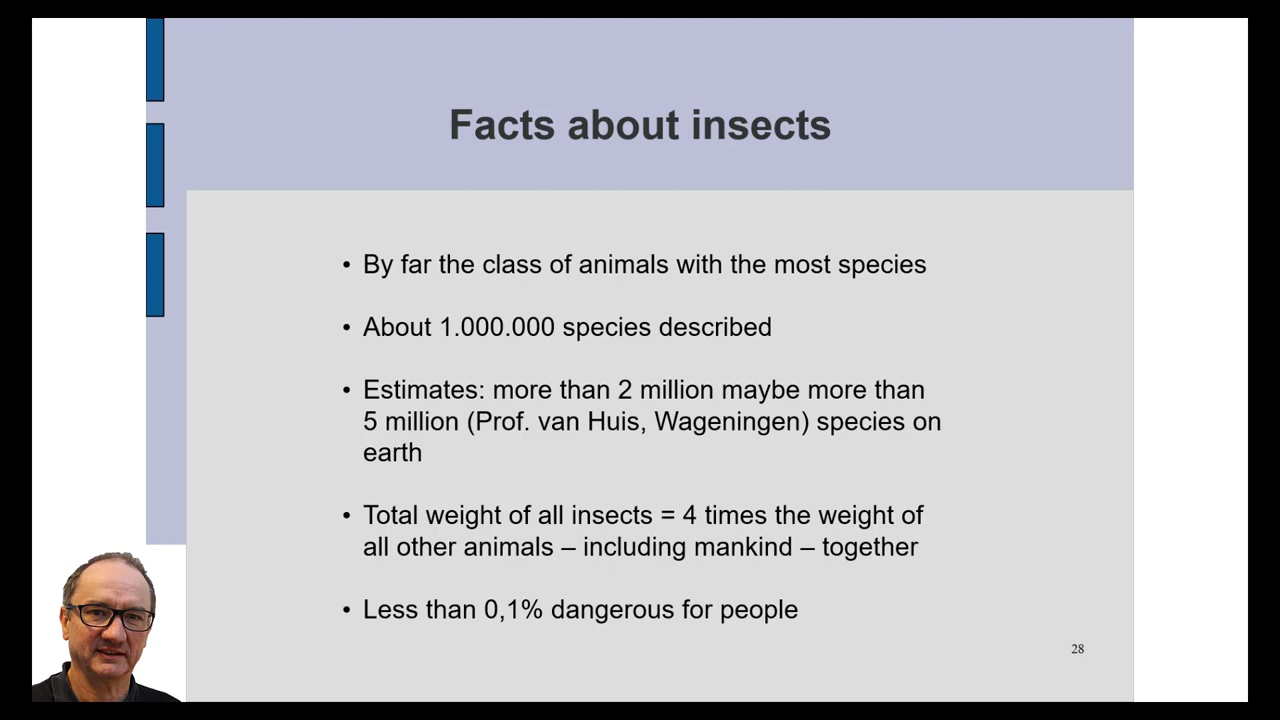 Facts about insects
• By far the class of animals with the most species
• About 1.000.000 species described
• Estimates: more than 2 million maybe more than
5 million (Prof. van Huis, Wageningen) species on
earth
• Total weight of all insects = 4 times the weight of
all other animals – including mankind – together
• Less than 0,1% dangerous for people
28